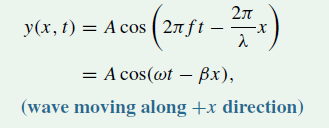 y(x, t) = A cos (2πft − 2π/λ x)
= A cos(ωt − βx),
(wave moving along +x direction)